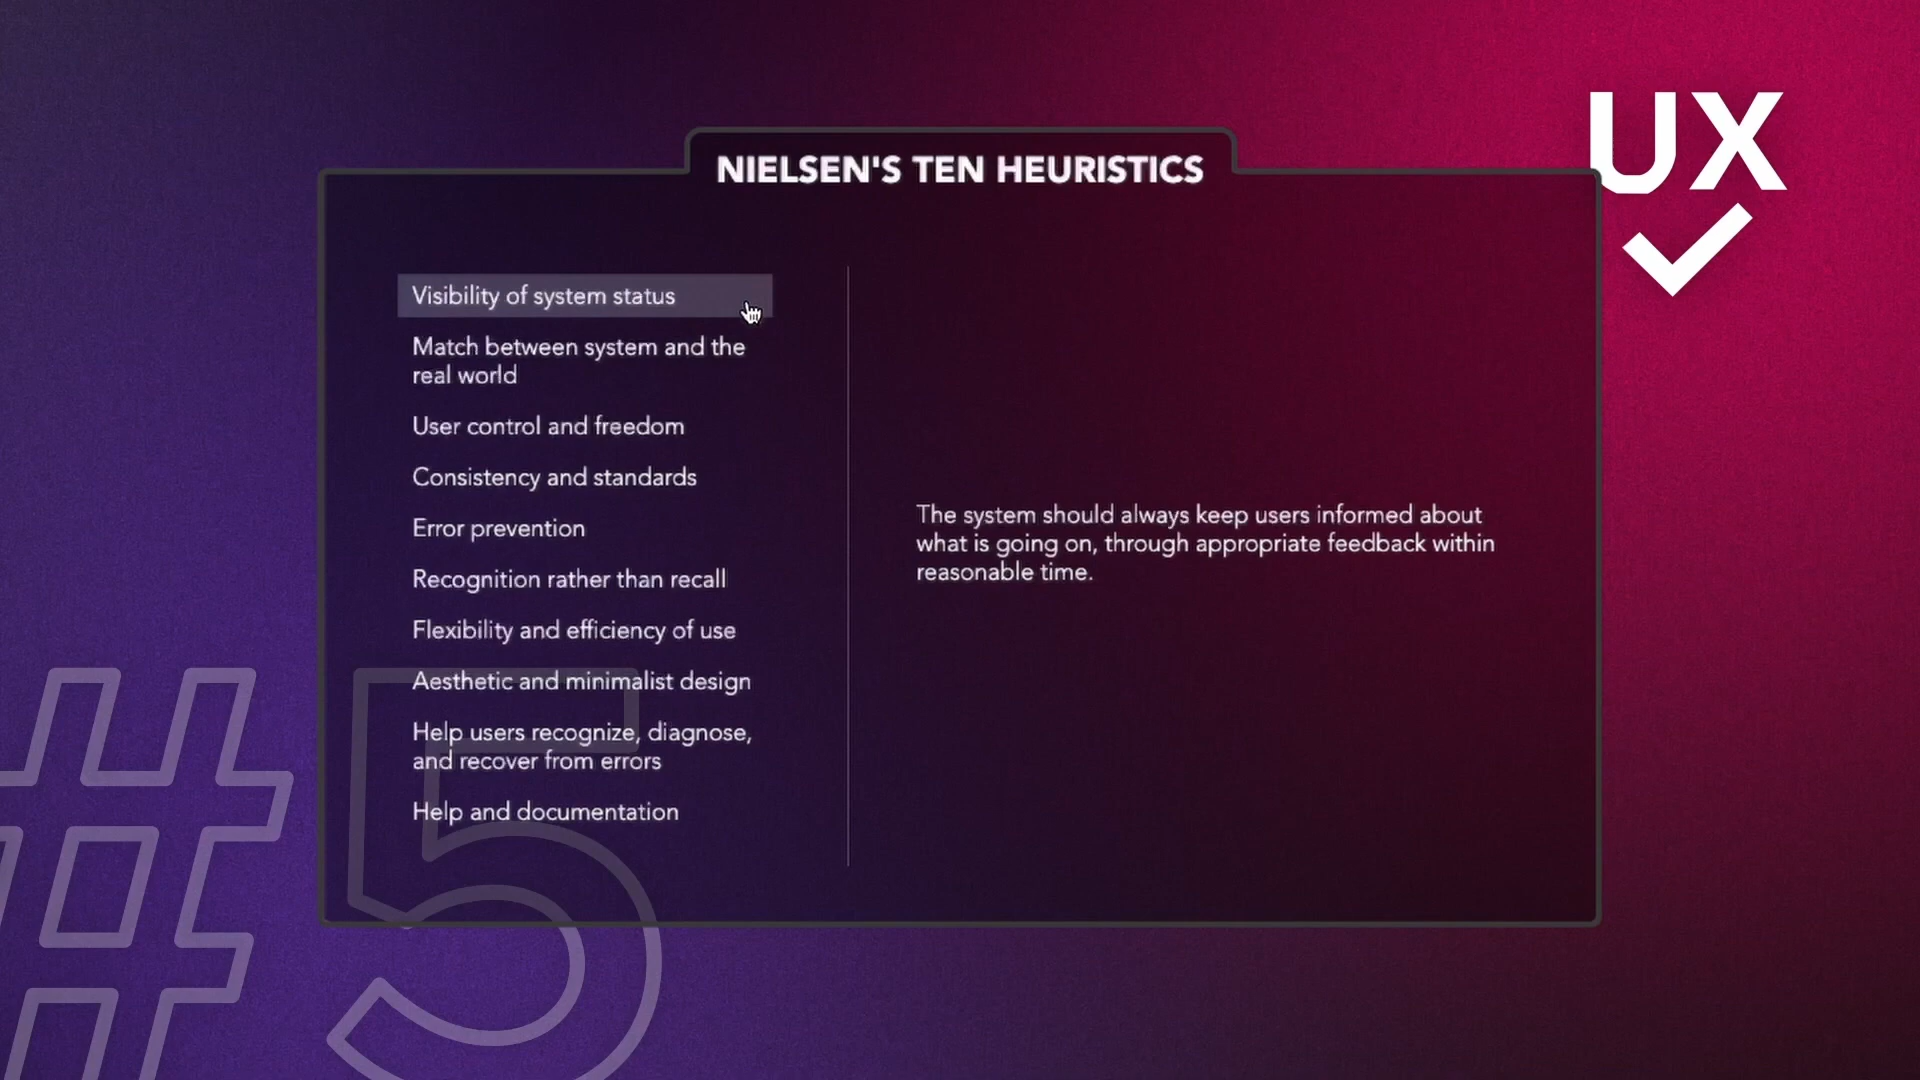 UX
NIELSEN'S TEN HEURISTICS
Visibility of system status
Match between system and the
real world
User control and freedom
Consistency and standards
Error prevention
Recognition rather than recall
Flexibility and efficiency of use
Aesthetic and minimalist design
Help users recognize, diagnose,
and recover from errors
Help and documentation
The system should always keep users informed about
what is going on, through appropriate feedback within
reasonable time.
#5